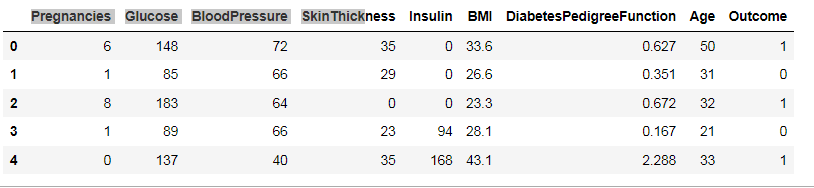 Pregnancies Glucose BloodPressure SkinThickness Insulin BMI DiabetesPedigreeFunction Age Outcome
0 6 148 72 35 0 33.6 0.627 50 1
1 1 85 66 29 0 26.6 0.351 31 0
2 8 183 64 0 0 23.3 0.672 32 1
3 1 89 66 23 94 28.1 0.167 21 0
4 0 137 40 35 168 43.1 2.288 33 1